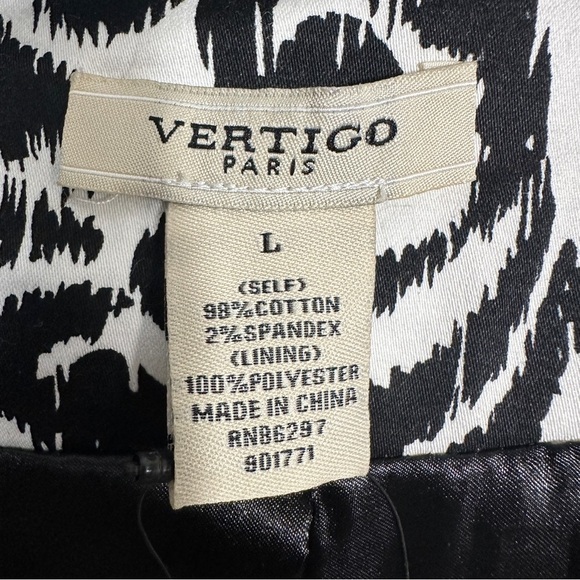 VERTIGO
PARIS
L
(SELF)
98%COTTON
2%SPANDEX
(LINING)
100%POLYESTER
MADE IN CHINA
RN86297
901771